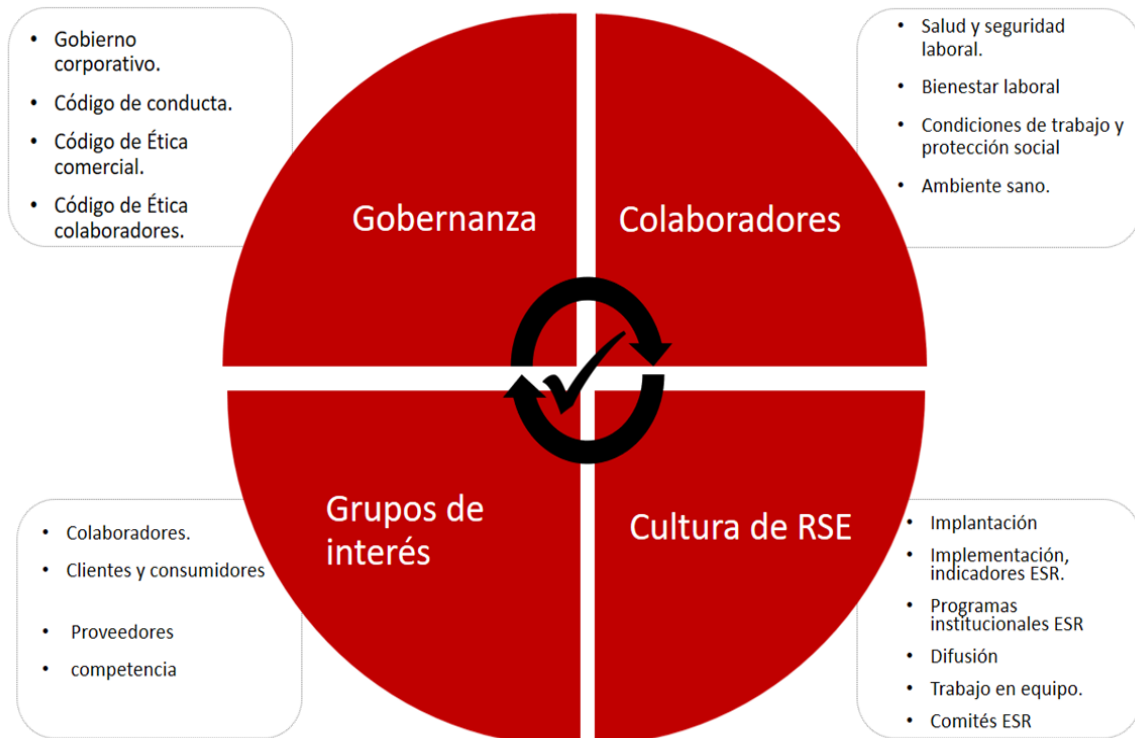 • Gobierno
corporativo.
• Código de conducta.
• Código de Ética
comercial.
• Código de Ética
colaboradores.
Gobernanza
• Salud y seguridad
laboral.
• Bienestar laboral
• Condiciones de trabajo y
protección social
• Ambiente sano.
Colaboradores
• Colaboradores.
• Clientes y consumidores
• Proveedores
• competencia
Grupos de
interés
Cultura de RSE
• Implantación
• Implementación,
indicadores ESR.
• Programas
institucionales ESR
• Difusión
• Trabajo en equipo.
• Comités ESR